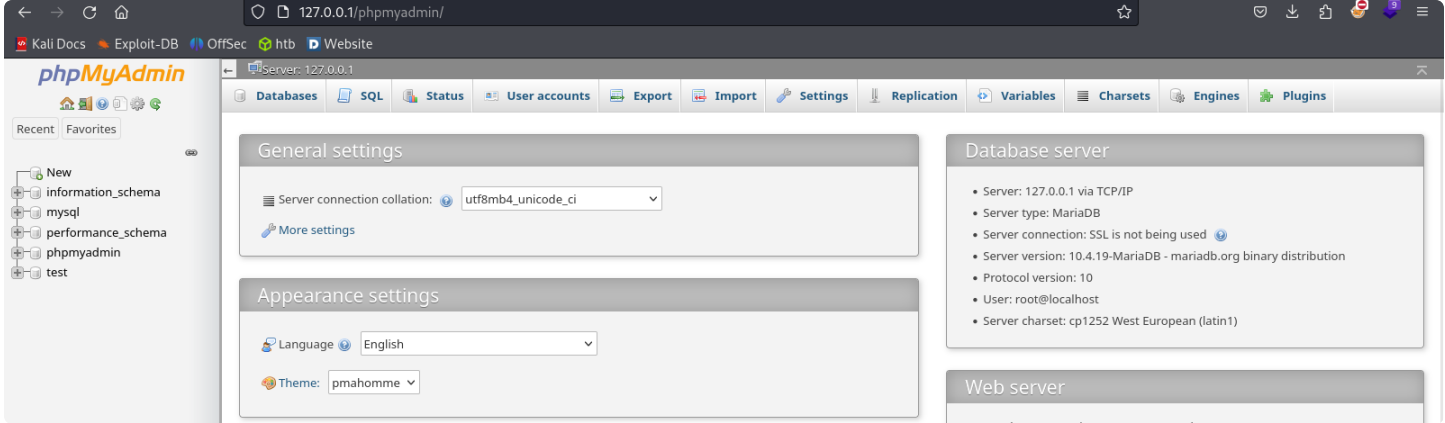 127.0.0.1/phpmyadmin/
9
Kali Docs Exploit-DB OffSec htb Website
phpMyAdmin
Recent Favorites
New
information_schema
mysql
performance_schema
phpmyadmin
test
Server: 127.0.0.1
Databases SQL Status User accounts Export Import Settings Replication Variables Charsets Engines Plugins
General settings
Server connection collation: utf8mb4_unicode_ci
More settings
Appearance settings
Language English
Theme: pmahomme
Database server
• Server: 127.0.0.1 via TCP/IP
• Server type: MariaDB
• Server connection: SSL is not being used
• Server version: 10.4.19-MariaDB - mariadb.org binary distribution
• Protocol version: 10
• User: root@localhost
• Server charset: cp1252 West European (latin1)
Web server